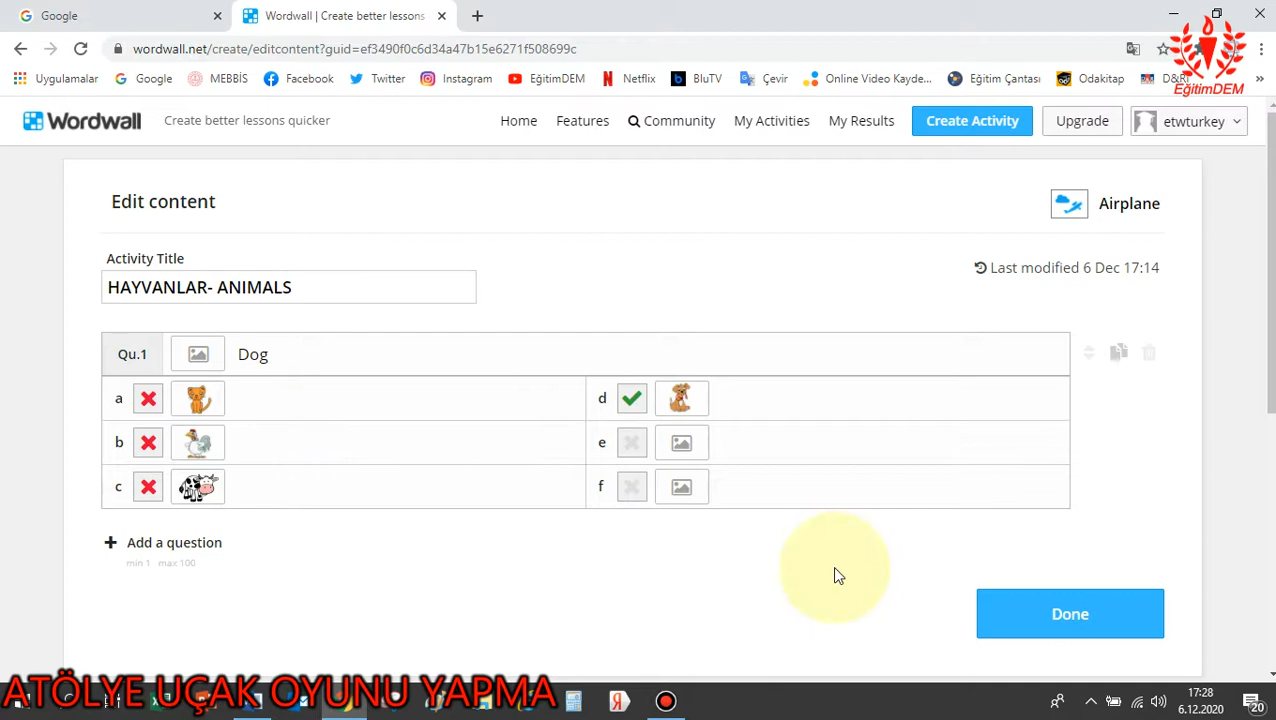 Google
Wordwall | Create better lessons
wordwall.net/create/editcontent?guid=ef3490f0c6d34a47b15e6271f508699c
Uygulamalar Google MEBBİS Facebook Twitter Instagram EğitimDEM Netflix BluTV Çevir Online Video Kayde... Eğitim Çantası Odakitap D&R
EğitimDEM
Wordwall Create better lessons quicker Home Features Community My Activities My Results Create Activity Upgrade etwturkey
Edit content Airplane
Activity Title
Last modified 6 Dec 17:14
HAYVANLAR- ANIMALS
Qu.1 Dog
a d
b e
c f
Add a question
min 1 max 100
Done
ATÖLYE UÇAK OYUNU YAPMA
17:28
6.12.2020
20